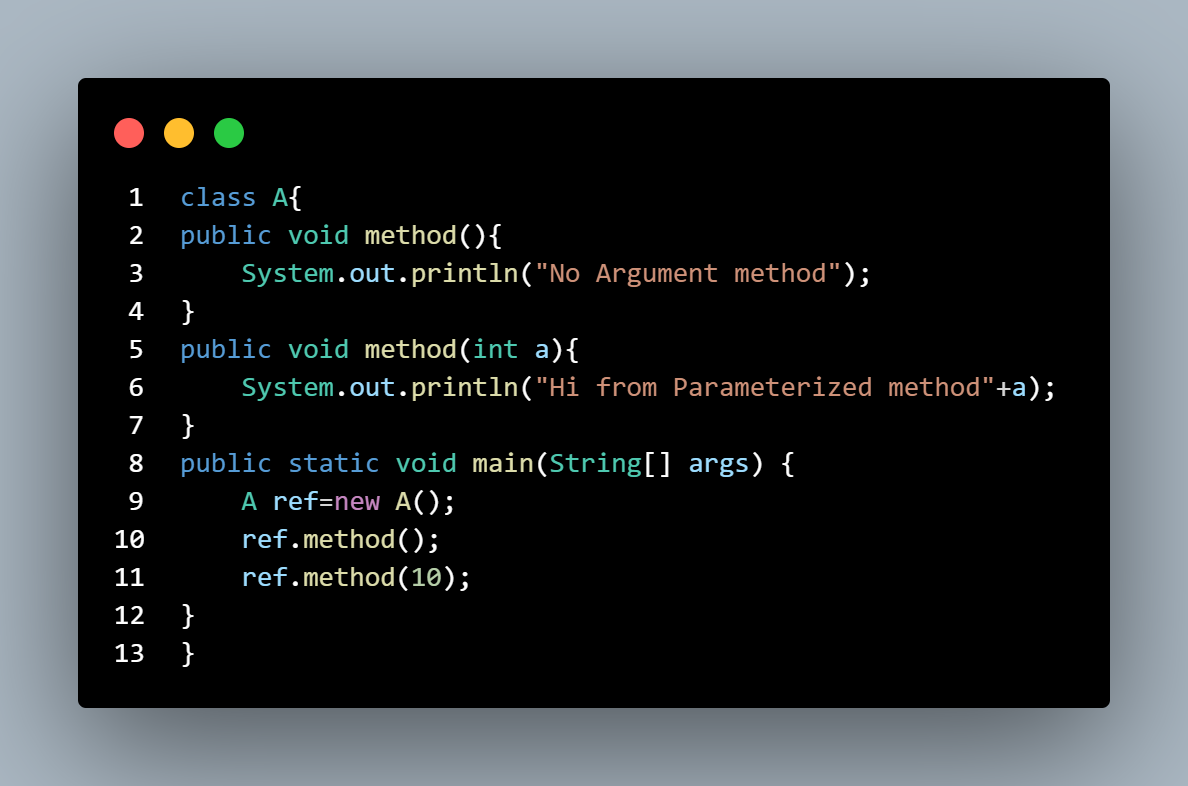 1 class A{
2 public void method(){
3     System.out.println("No Argument method");
4 }
5 public void method(int a){
6     System.out.println("Hi from Parameterized method"+a);
7 }
8 public static void main(String[] args) {
9     A ref=new A();
10     ref.method();
11     ref.method(10);
12 }
13 }